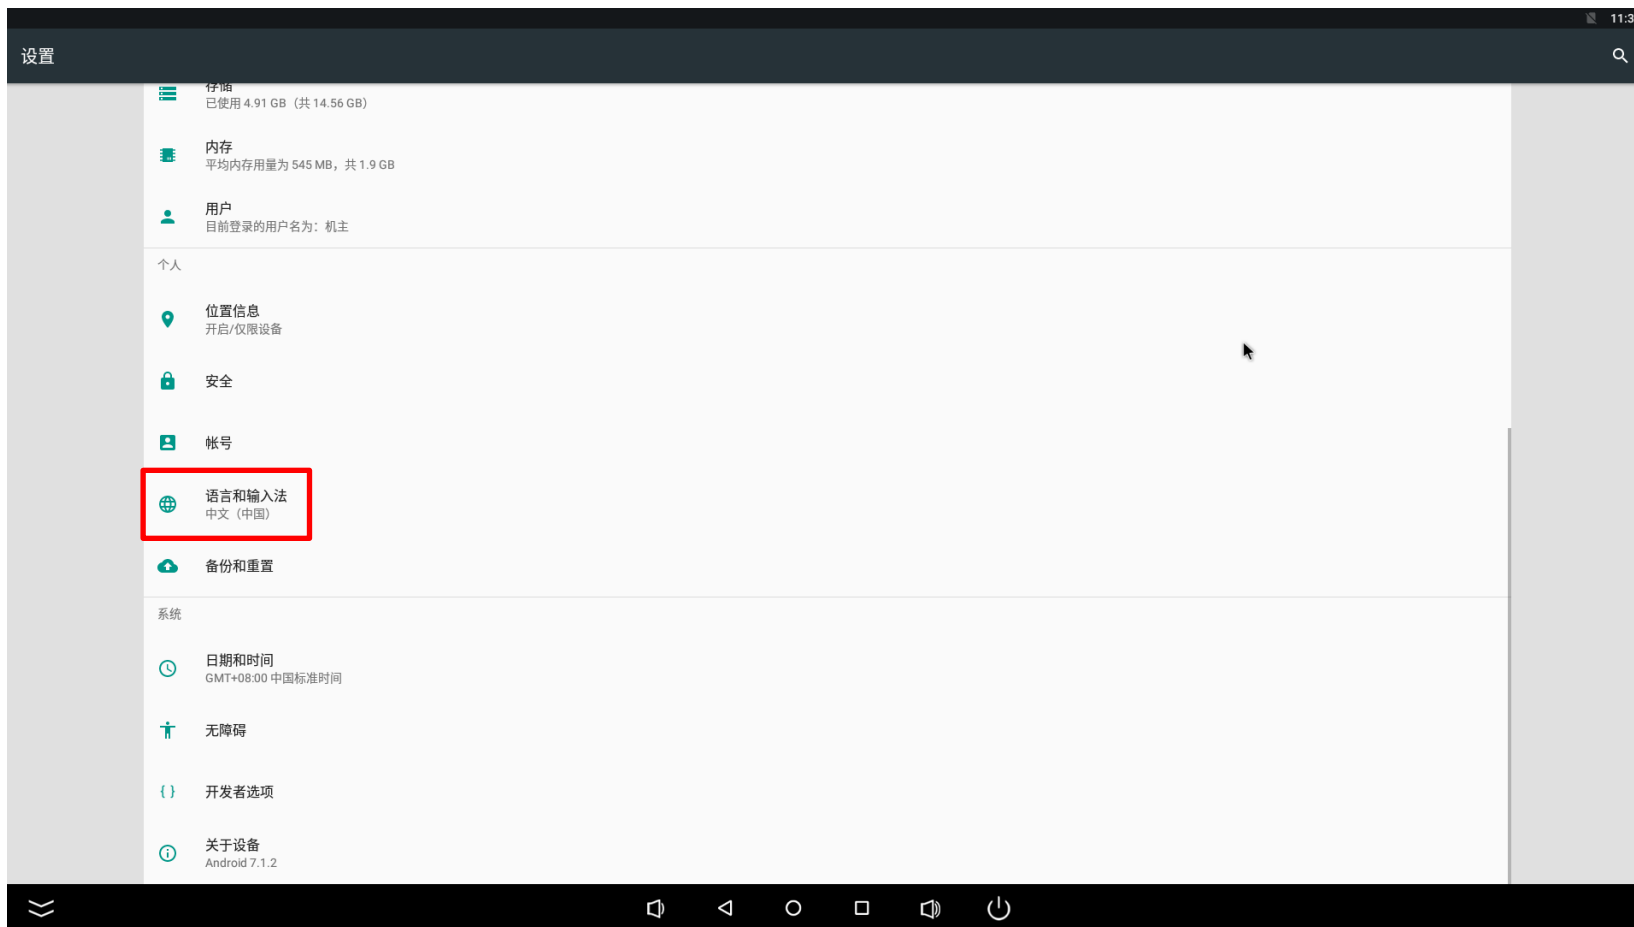 11:3
设置
存储
已使用 4.91 GB（共 14.56 GB）
内存
平均内存用量为 545 MB，共 1.9 GB
用户
目前登录的用户名为：机主
个人
位置信息
开启/仅限设备
安全
帐号
语言和输入法
中文（中国）
备份和重置
系统
日期和时间
GMT+08:00 中国标准时间
无障碍
开发者选项
关于设备
Android 7.1.2